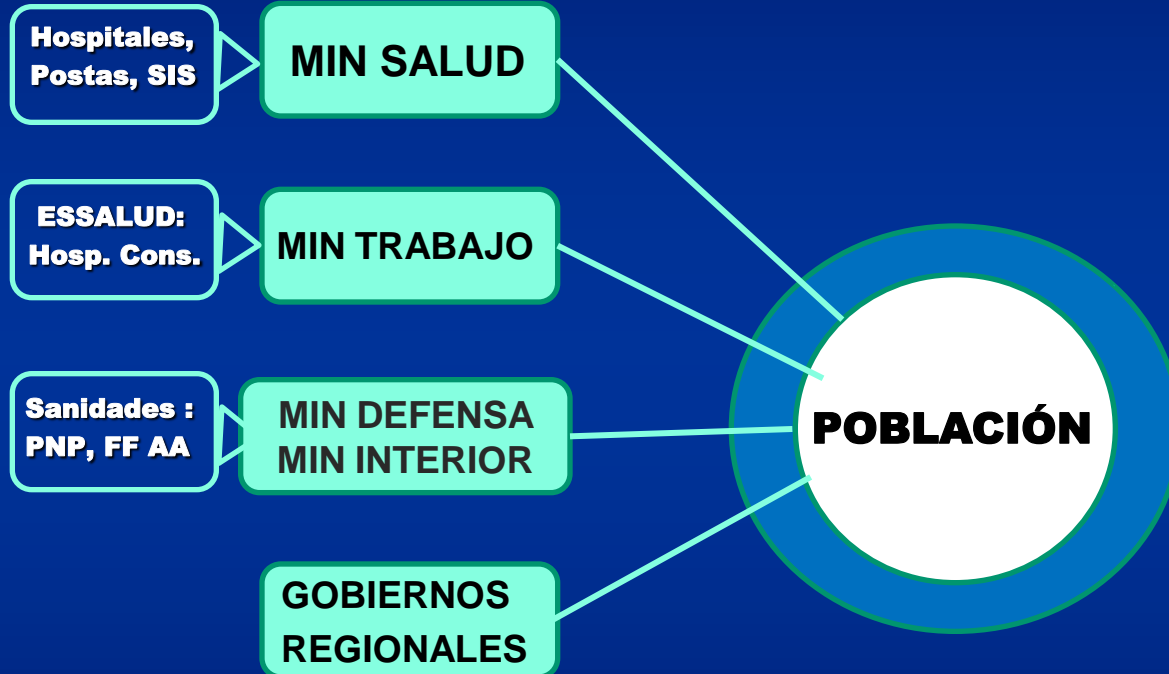 Hospitales,
Postas, SIS
MIN SALUD
ESSALUD:
Hosp. Cons.
MIN TRABAJO
Sanidades :
PNP, FF AA
MIN DEFENSA
MIN INTERIOR
GOBIERNOS
REGIONALES
POBLACIÓN